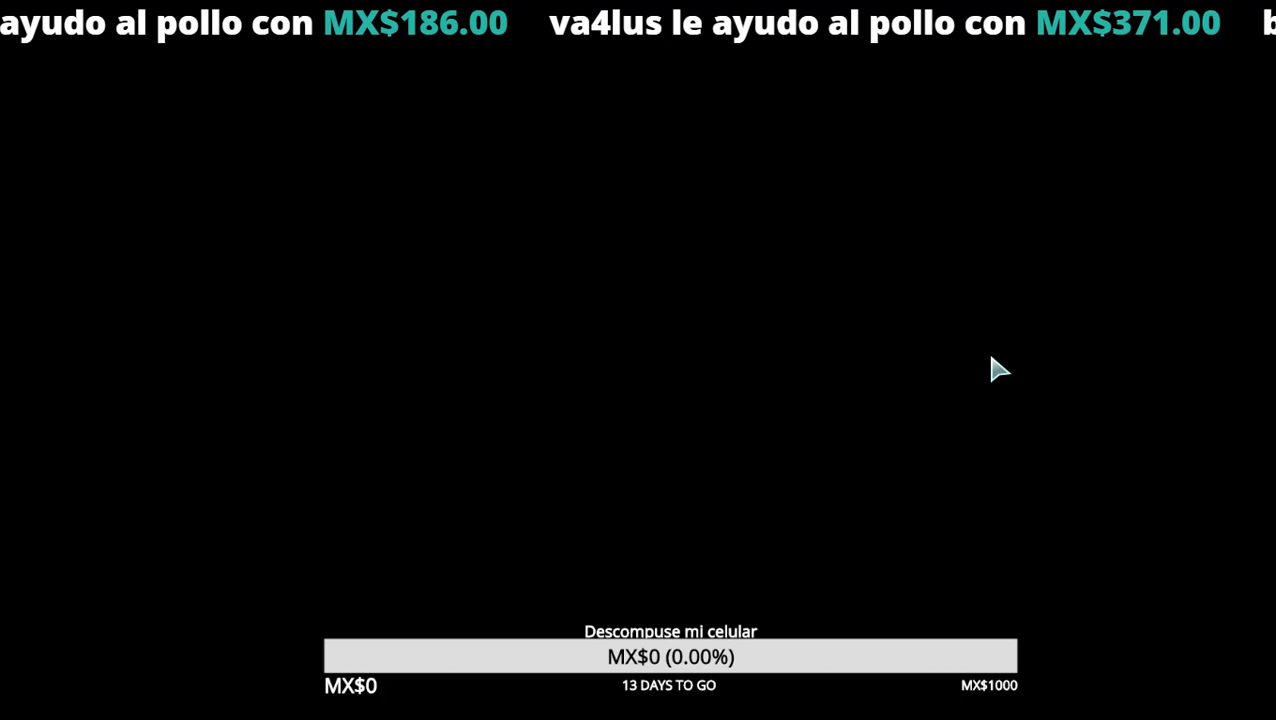 ayudo al pollo con MX$186.00 va4lus le ayudo al pollo con MX$371.00
Descompuse mi celular
MX$0 (0.00%)
MX$0 13 DAYS TO GO MX$1000